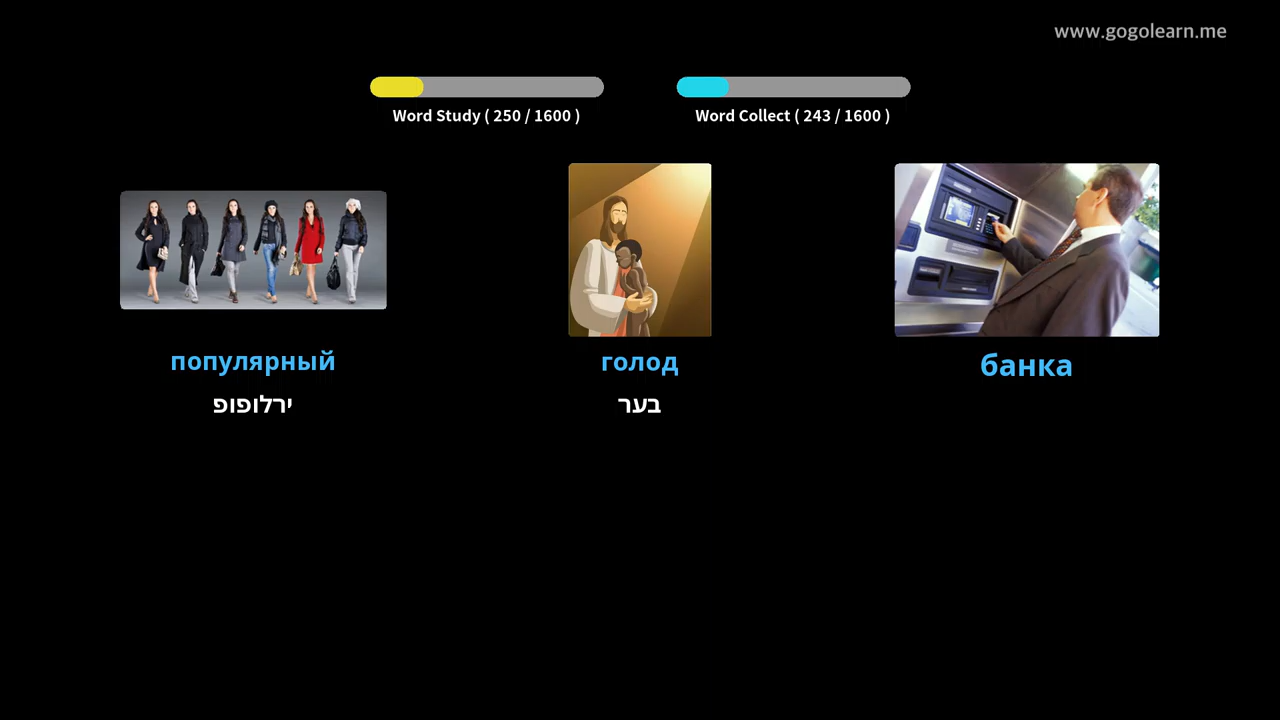 www.gogolearn.me
Word Study ( 250 / 1600 )
Word Collect ( 243 / 1600 )
популярный
голод
банка
ירלופופ
בער